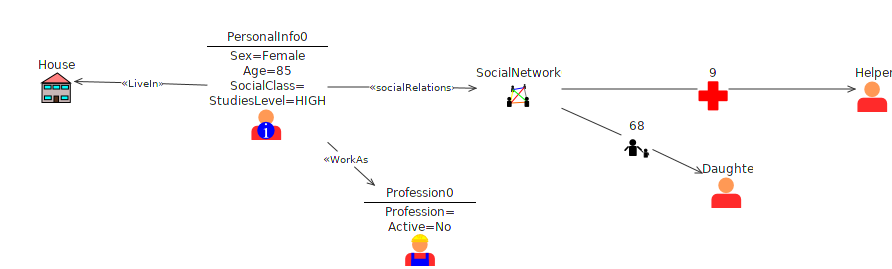 PersonalInfo0
Sex=Female
Age=85
SocialClass=
StudiesLevel=HIGH
House
«LiveIn»
«socialRelations»
SocialNetwork
9
Helper
68
Daughte
«WorkAs
Profession0
Profession=
Active=No